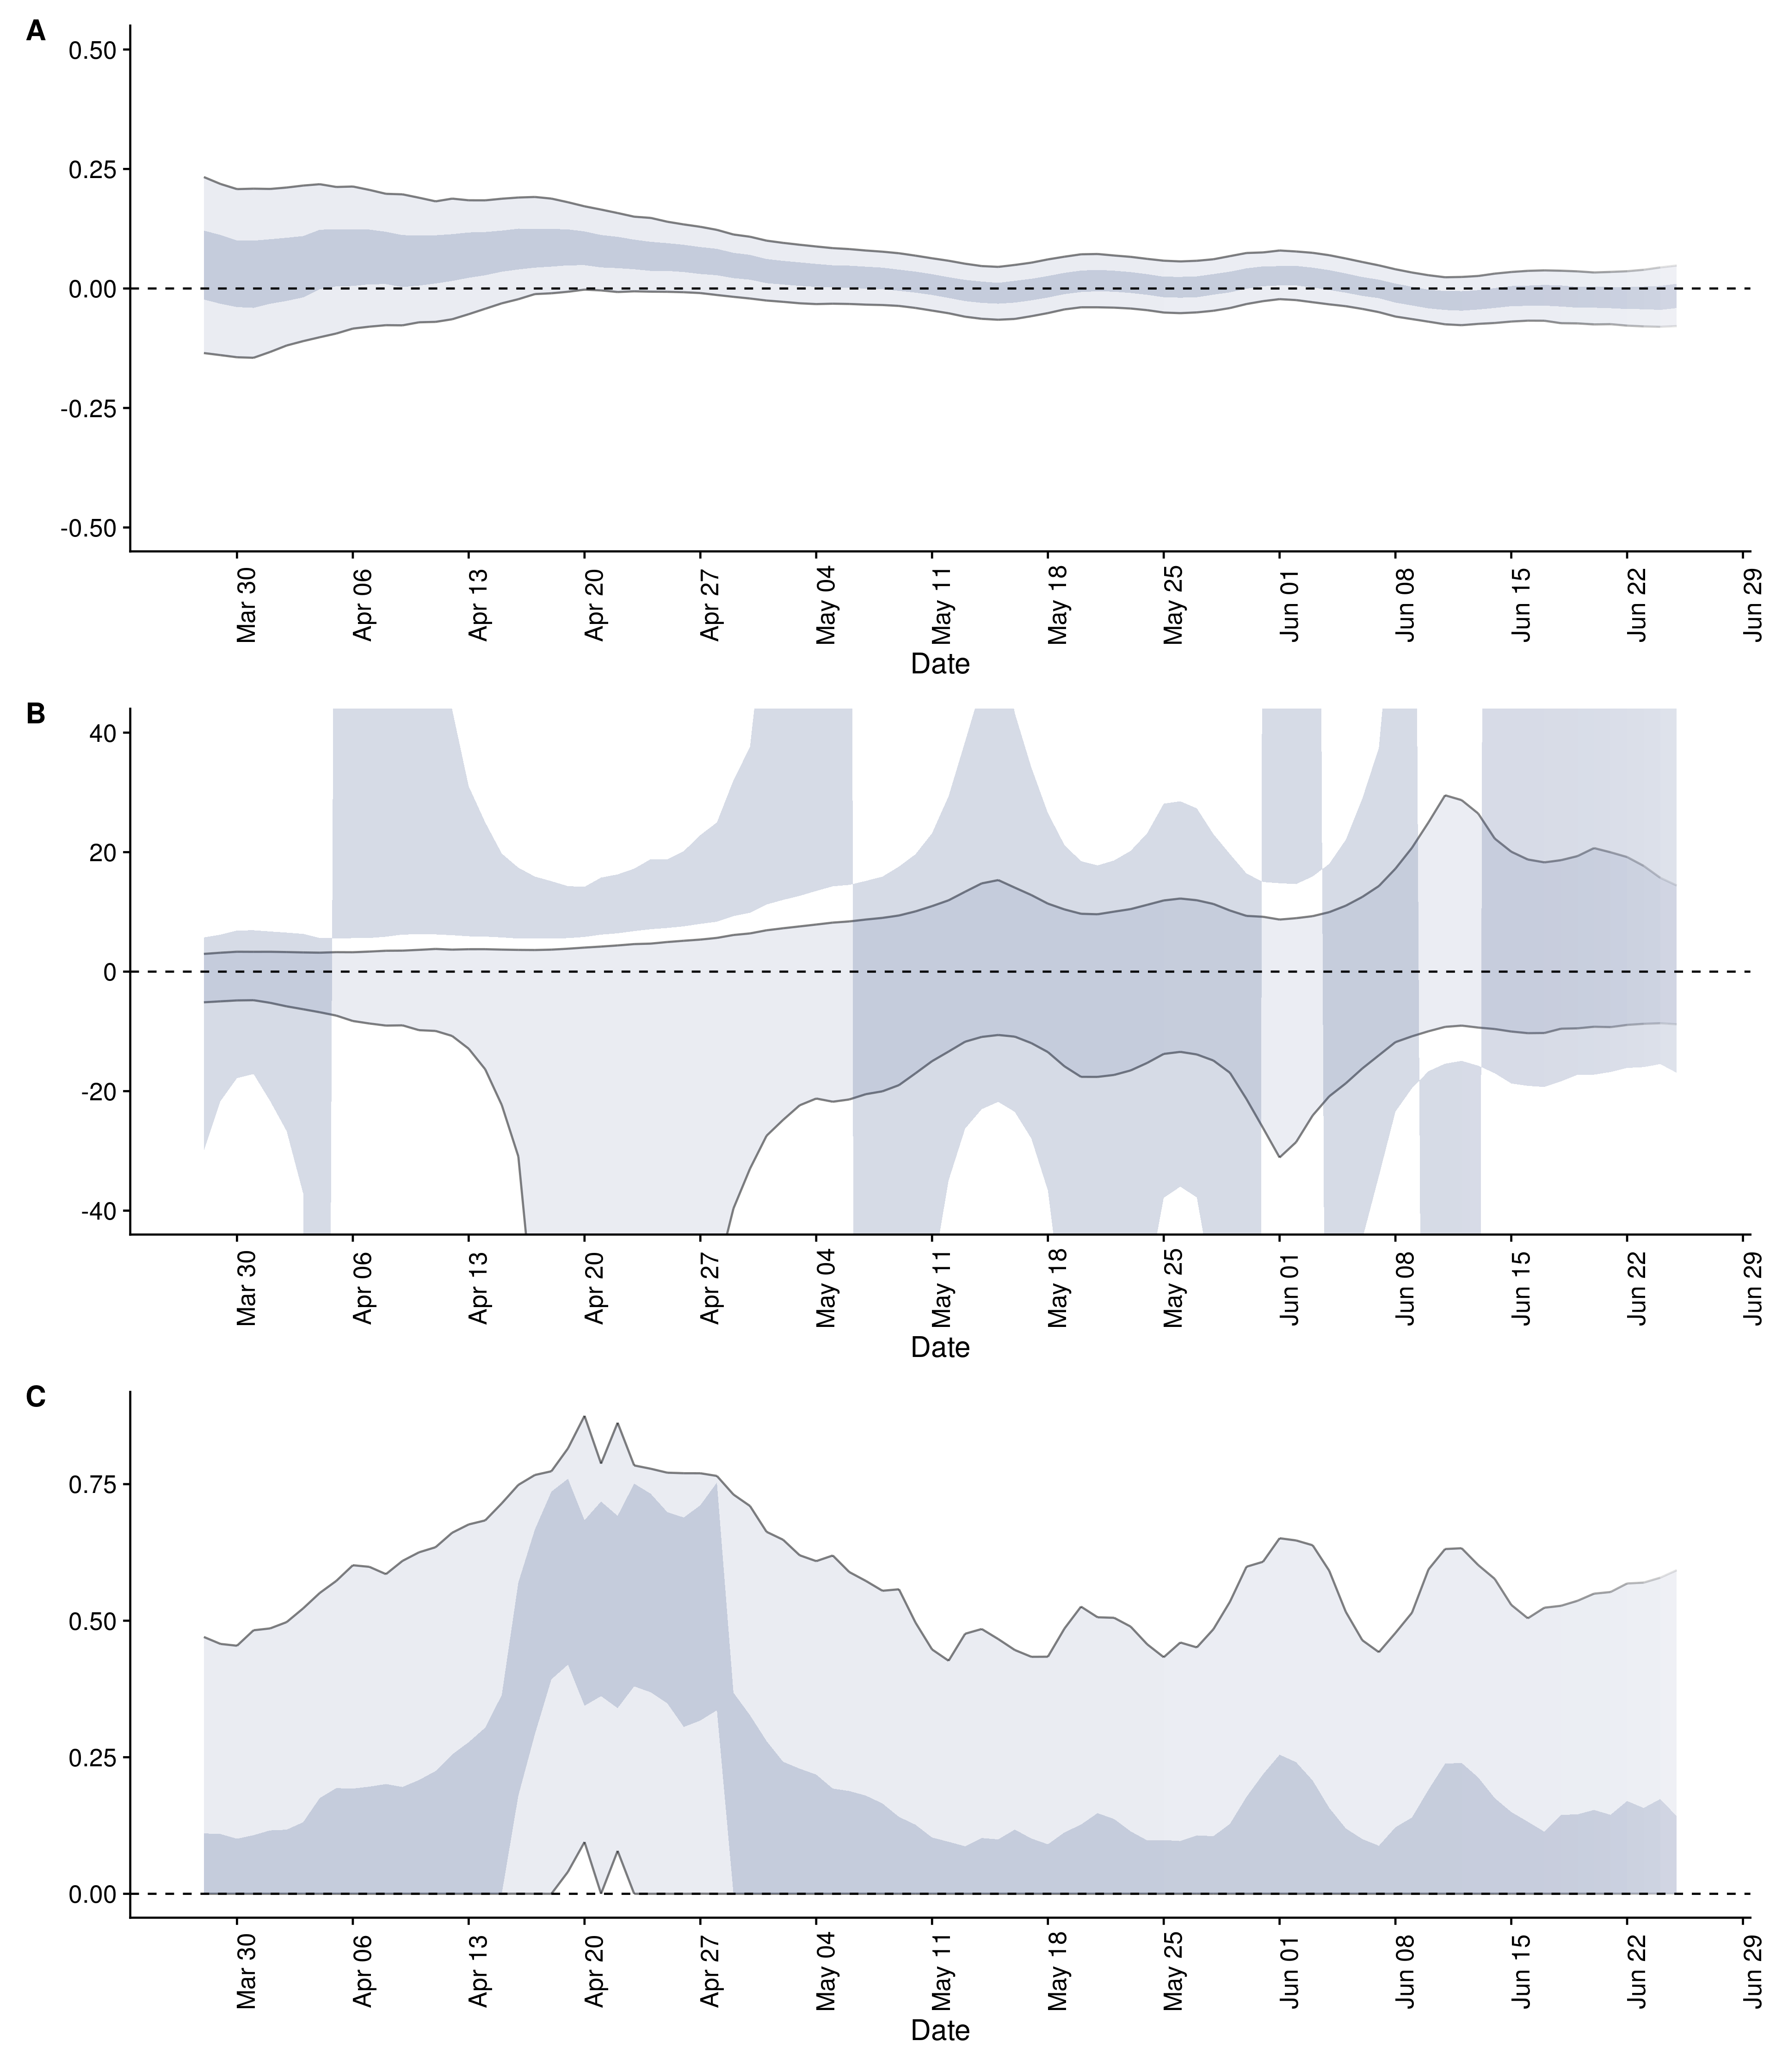 A
0.50
0.25
0.00
-0.25
-0.50
Mar 30
Apr 06
Apr 13
Apr 20
Apr 27
May 04
May 11
May 18
May 25
Jun 01
Jun 08
Jun 15
Jun 22
Jun 29
Date
B
40
20
0
-20
-40
Mar 30
Apr 06
Apr 13
Apr 20
Apr 27
May 04
May 11
May 18
May 25
Jun 01
Jun 08
Jun 15
Jun 22
Jun 29
Date
C
0.75
0.50
0.25
0.00
Mar 30
Apr 06
Apr 13
Apr 20
Apr 27
May 04
May 11
May 18
May 25
Jun 01
Jun 08
Jun 15
Jun 22
Jun 29
Date